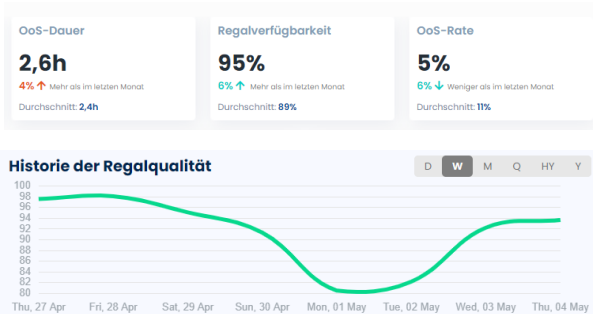 OoS-Dauer
2,6h
4% ↑ Mehr als im letzten Monat
Durchschnitt: 2,4h
Regalverfügbarkeit
95%
6% ↑ Mehr als im letzten Monat
Durchschnitt: 89%
OoS-Rate
5%
6% ↓ Weniger als im letzten Monat
Durchschnitt: 11%
Historie der Regalqualität
D W M Q HY Y
100
98
96
94
92
90
88
86
84
82
80
Thu, 27 Apr Fri, 28 Apr Sat, 29 Apr Sun, 30 Apr Mon, 01 May Tue, 02 May Wed, 03 May Thu, 04 May